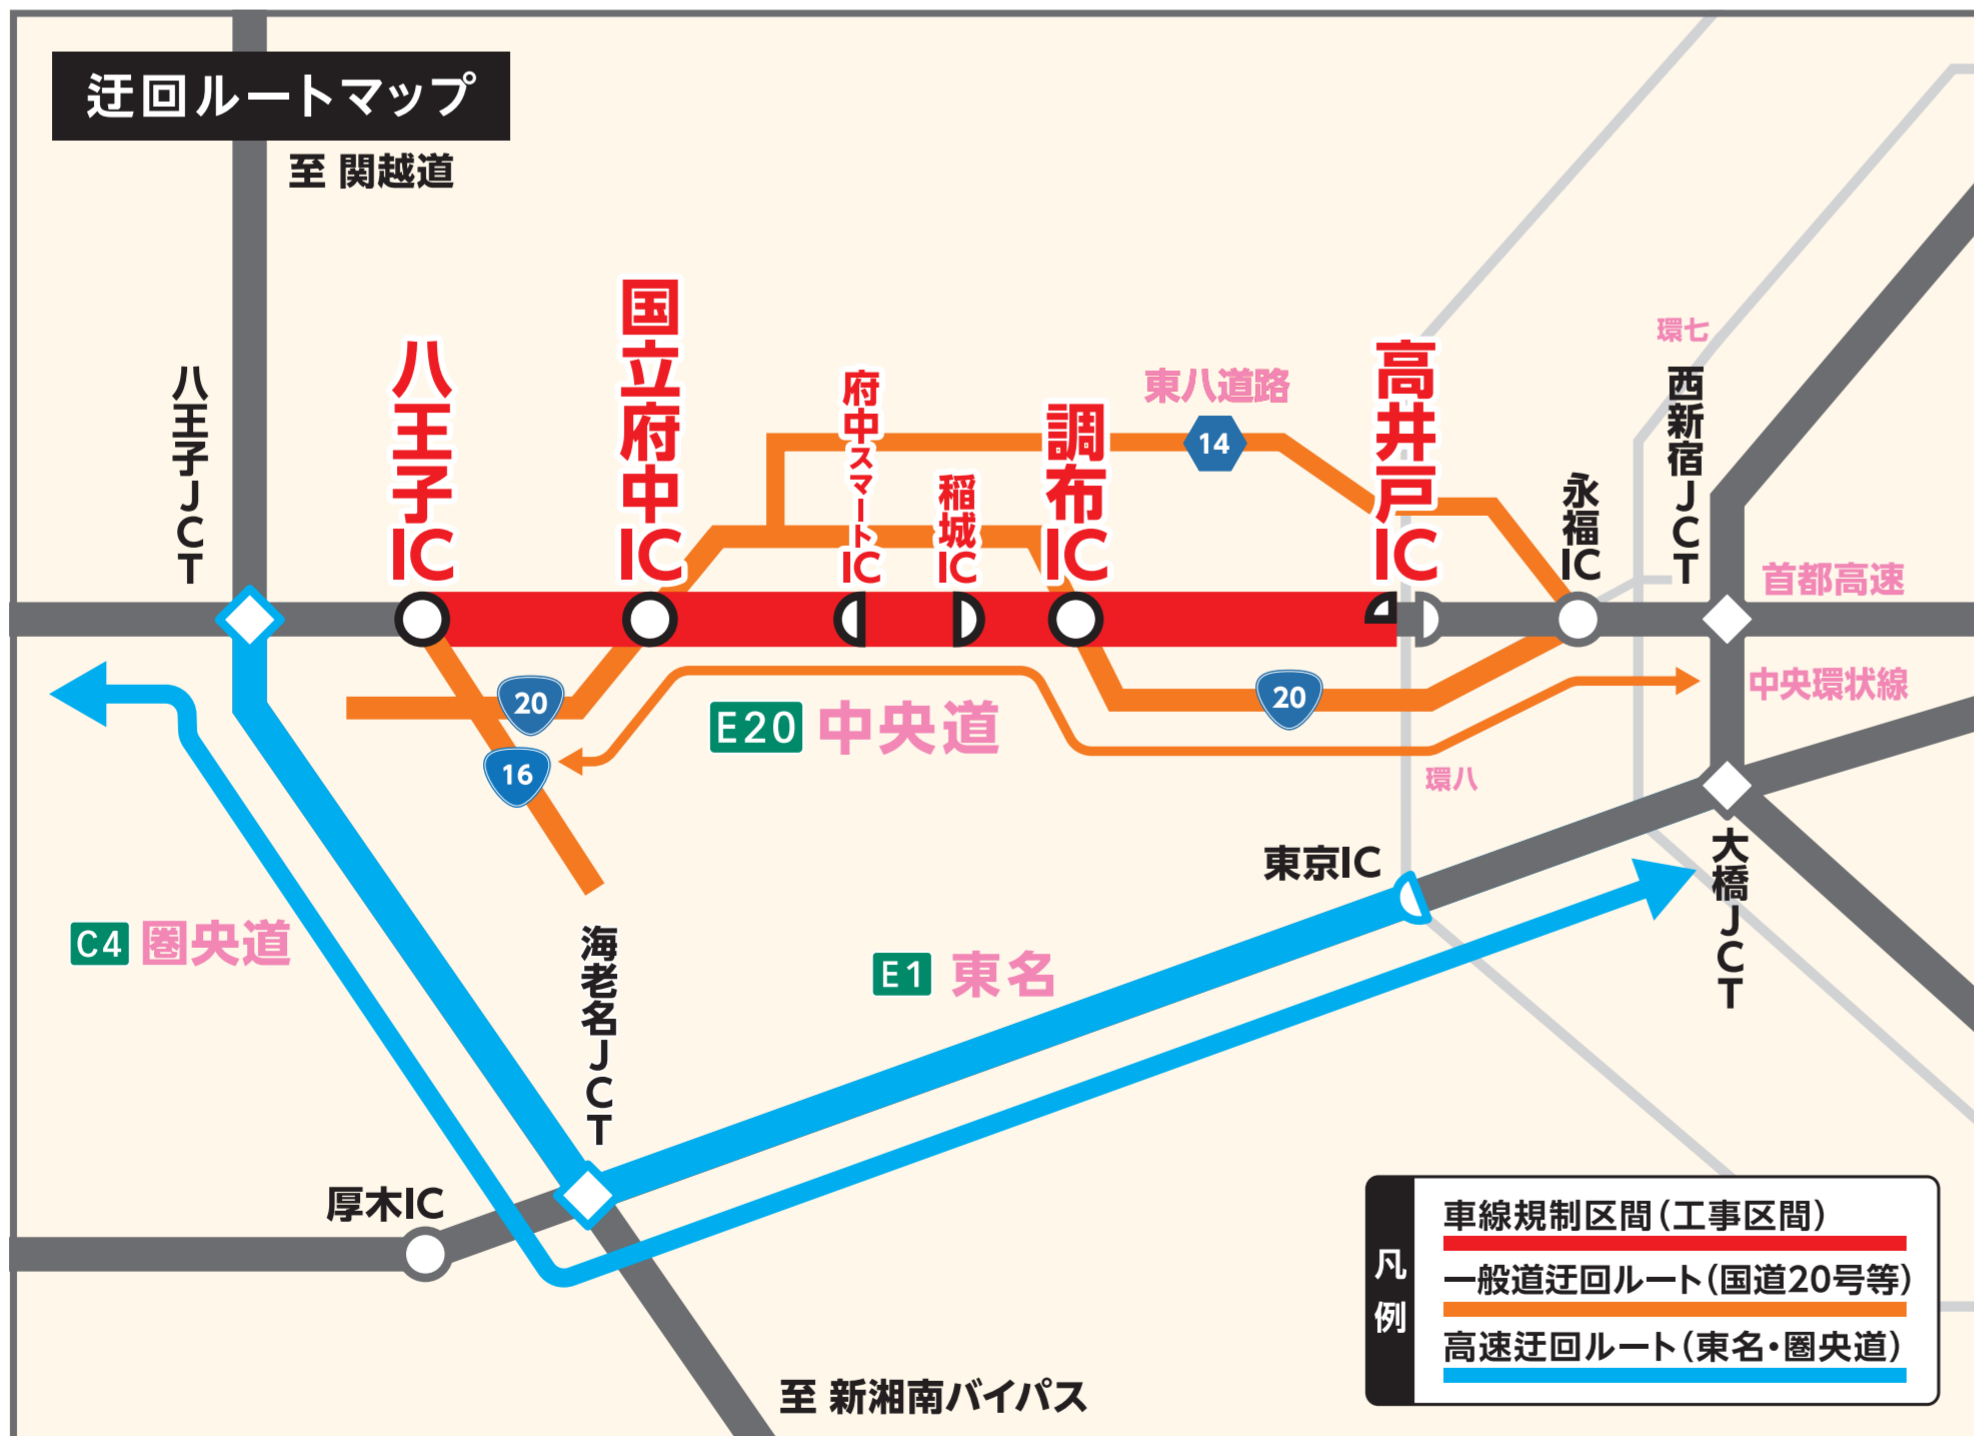 迂回ルートマップ
至 関越道
八王子JCT
八王子IC
国立府中IC
府中スマートIC
稲城IC
調布IC
東八道路
14
高井戸IC
永福IC
環七
西新宿JCT
首都高速
中央環状線
20
16
E20 中央道
20
環八
東京IC
大橋JCT
C4 圏央道
海老名JCT
E1 東名
厚木IC
至 新湘南バイパス
凡例
車線規制区間（工事区間）
一般道迂回ルート（国道20号等）
高速迂回ルート（東名・圏央道）